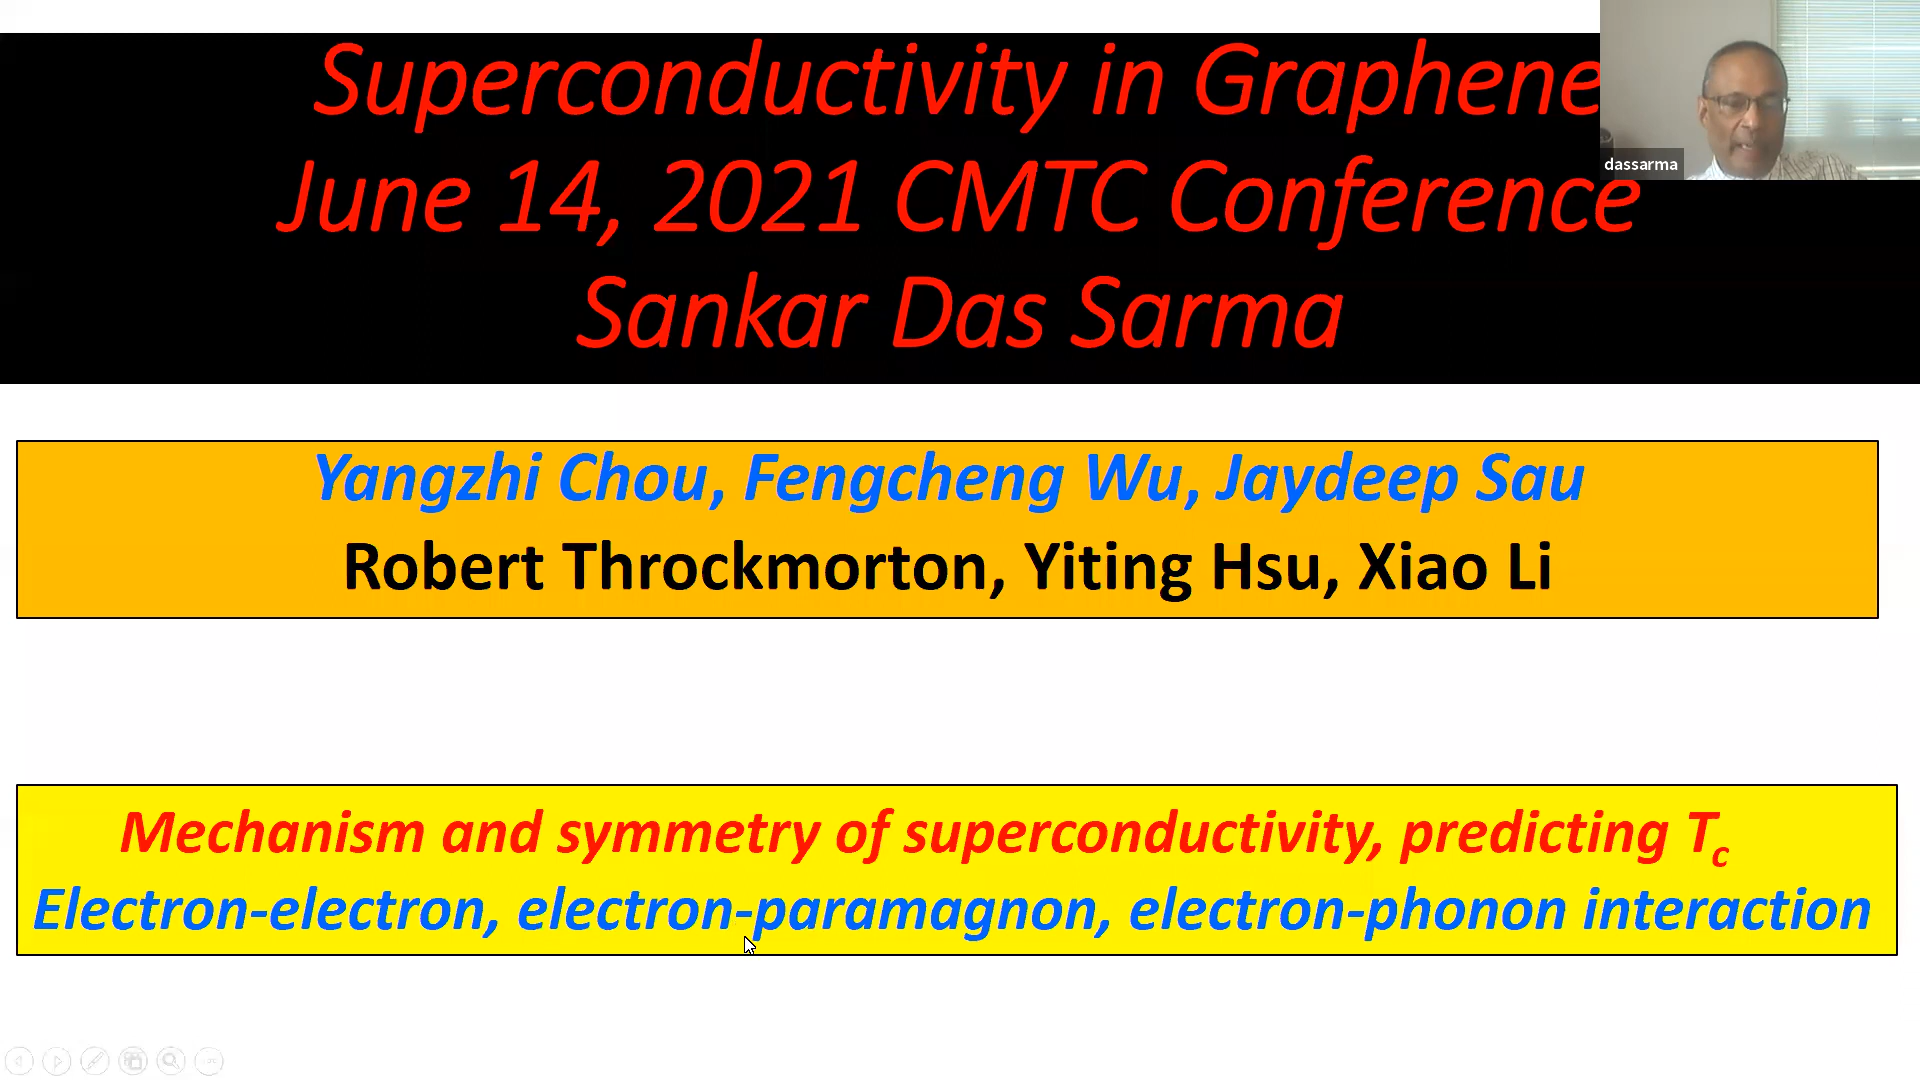 Superconductivity in Graphene
June 14, 2021 CMTC Conference
Sankar Das Sarma
dassarma
Yangzhi Chou, Fengcheng Wu, Jaydeep Sau
Robert Throckmorton, Yiting Hsu, Xiao Li
Mechanism and symmetry of superconductivity, predicting Tc
Electron-electron, electron-paramagnon, electron-phonon interaction